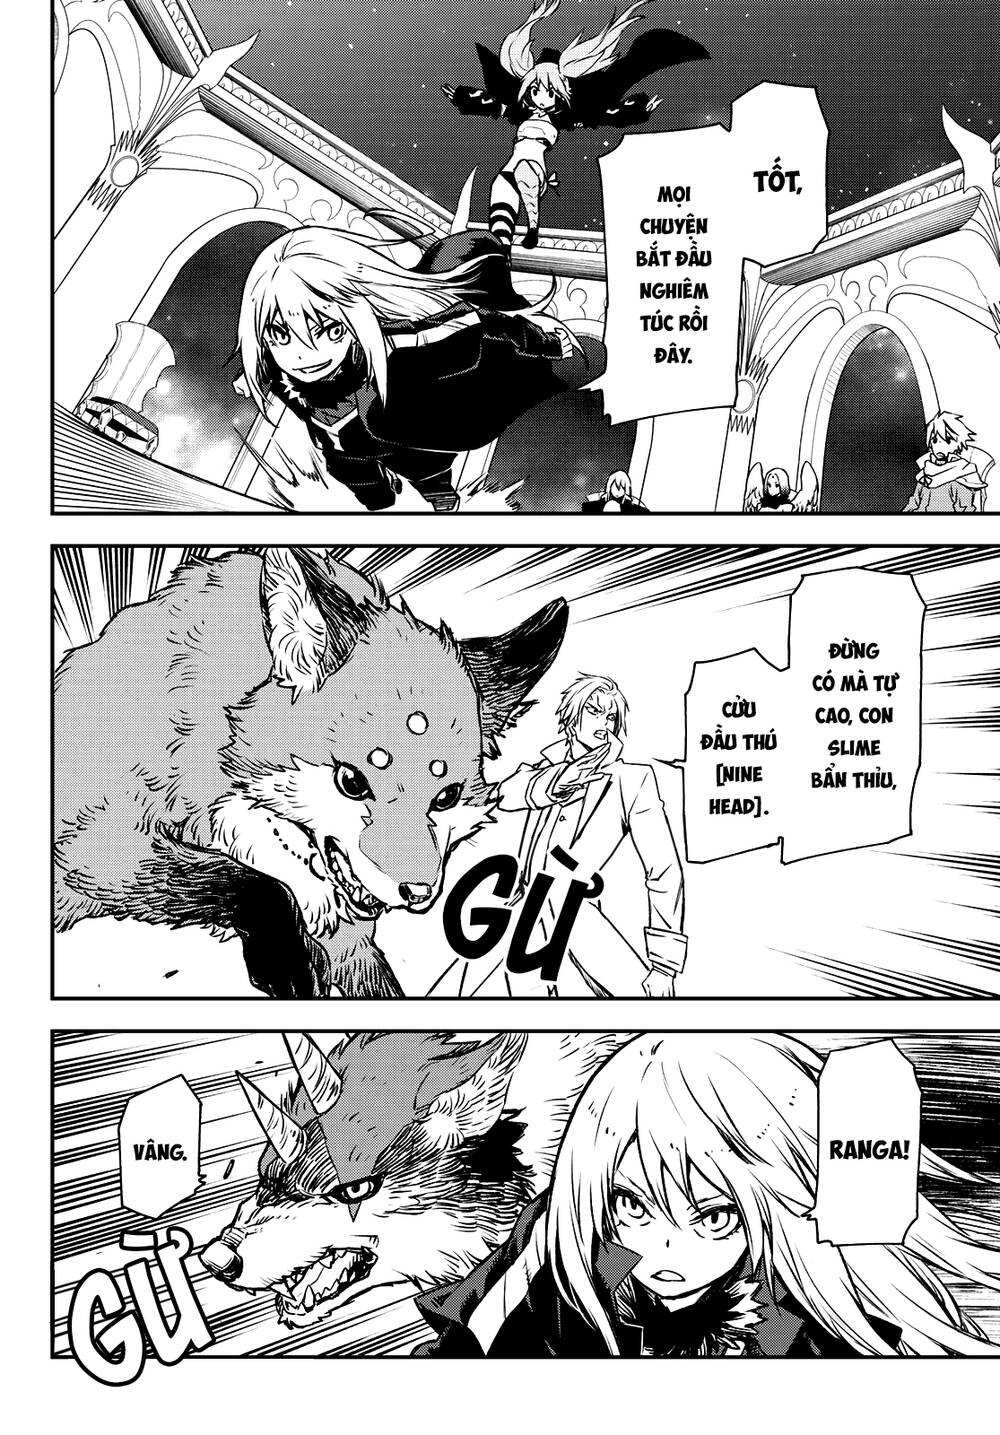 TỐT,
MỌI
CHUYỆN
BẮT ĐẦU
NGHIÊM
TÚC RỒI
ĐÂY.
ĐỪNG
CÓ MÀ TỰ
CAO, CON
SLIME
BẨN THỈU,
CỬU
ĐẦU THÚ
[NINE
HEAD].
GỪ
RANGA!
VÂNG.
GỪ